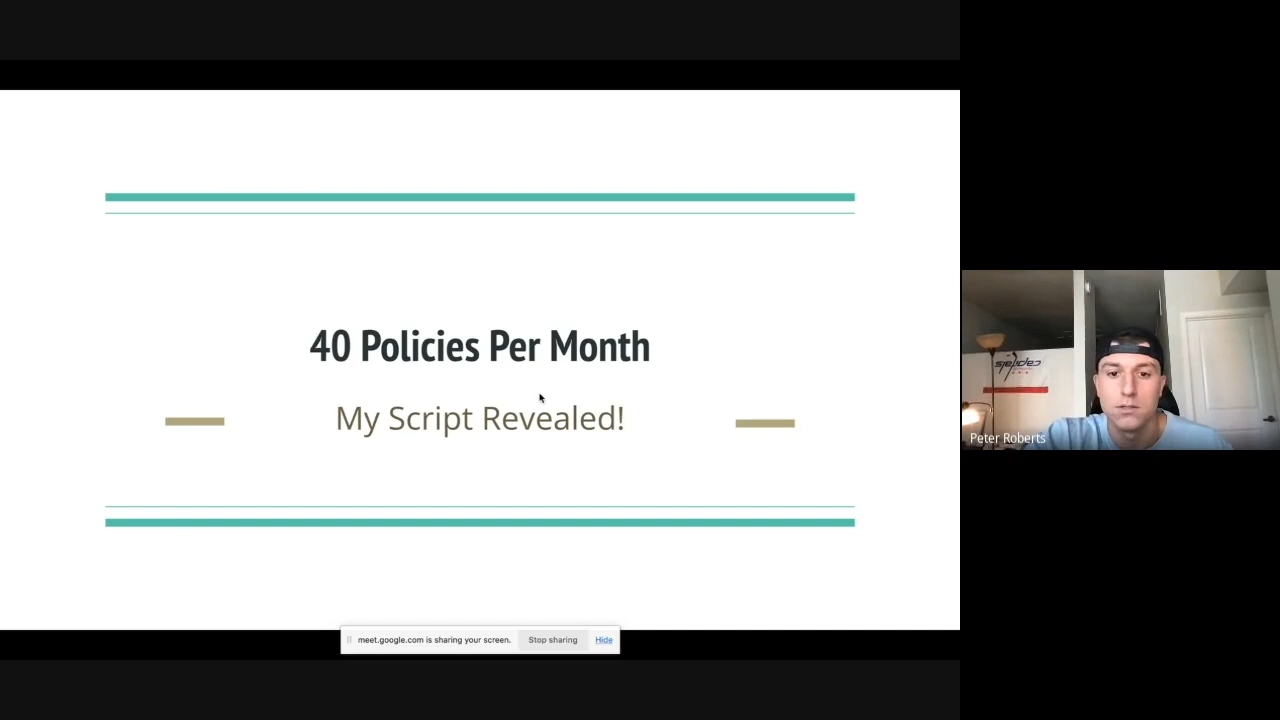 40 Policies Per Month
My Script Revealed!
Peter Roberts
meet.google.com is sharing your screen. Stop sharing Hide